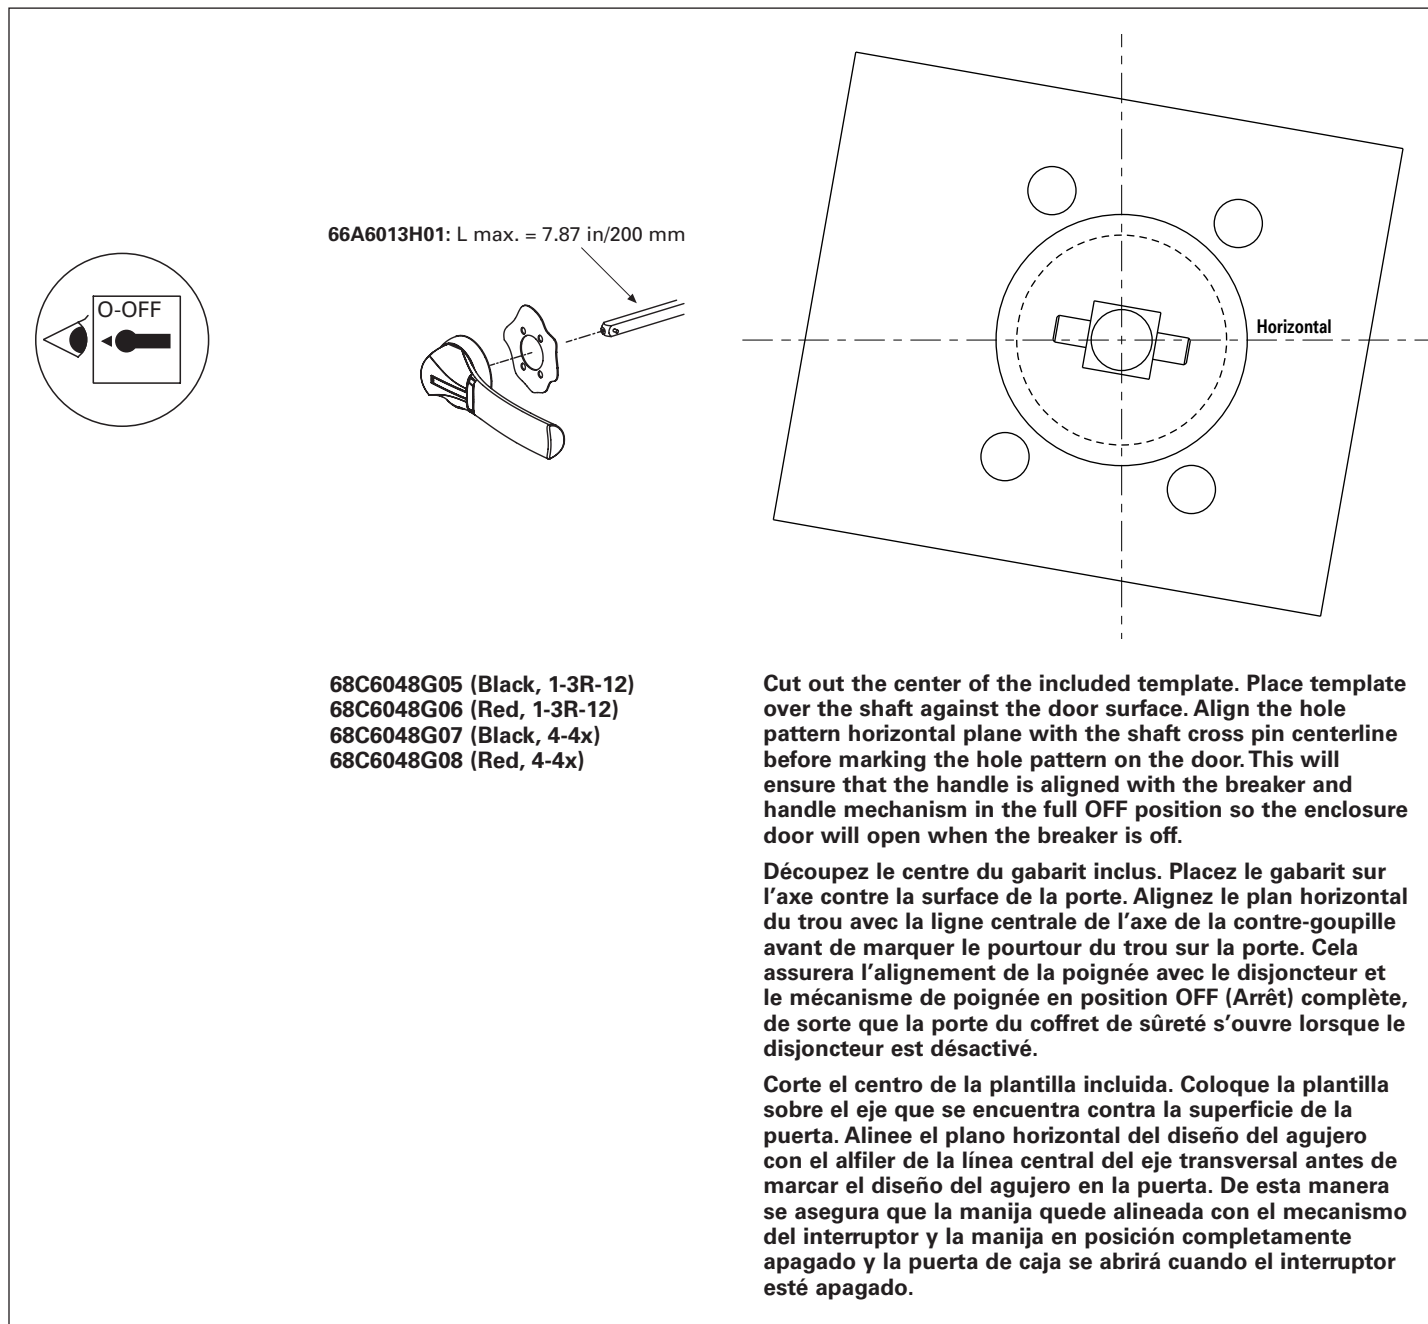 66A6013H01: L max. = 7.87 in/200 mm
O-OFF
Horizontal
68C6048G05 (Black, 1-3R-12)
68C6048G06 (Red, 1-3R-12)
68C6048G07 (Black, 4-4x)
68C6048G08 (Red, 4-4x)
Cut out the center of the included template. Place template
over the shaft against the door surface. Align the hole
pattern horizontal plane with the shaft cross pin centerline
before marking the hole pattern on the door. This will
ensure that the handle is aligned with the breaker and
handle mechanism in the full OFF position so the enclosure
door will open when the breaker is off.
Découpez le centre du gabarit inclus. Placez le gabarit sur
l’axe contre la surface de la porte. Alignez le plan horizontal
du trou avec la ligne centrale de l’axe de la contre-goupille
avant de marquer le pourtour du trou sur la porte. Cela
assurera l’alignement de la poignée avec le disjoncteur et
le mécanisme de poignée en position OFF (Arrêt) complète,
de sorte que la porte du coffret de sûreté s’ouvre lorsque le
disjoncteur est désactivé.
Corte el centro de la plantilla incluida. Coloque la plantilla
sobre el eje que se encuentra contra la superficie de la
puerta. Alinee el plano horizontal del diseño del agujero
con el alfiler de la línea central del eje transversal antes de
marcar el diseño del agujero en la puerta. De esta manera
se asegura que la manija quede alineada con el mecanismo
del interruptor y la manija en posición completamente
apagado y la puerta de caja se abrirá cuando el interruptor
esté apagado.